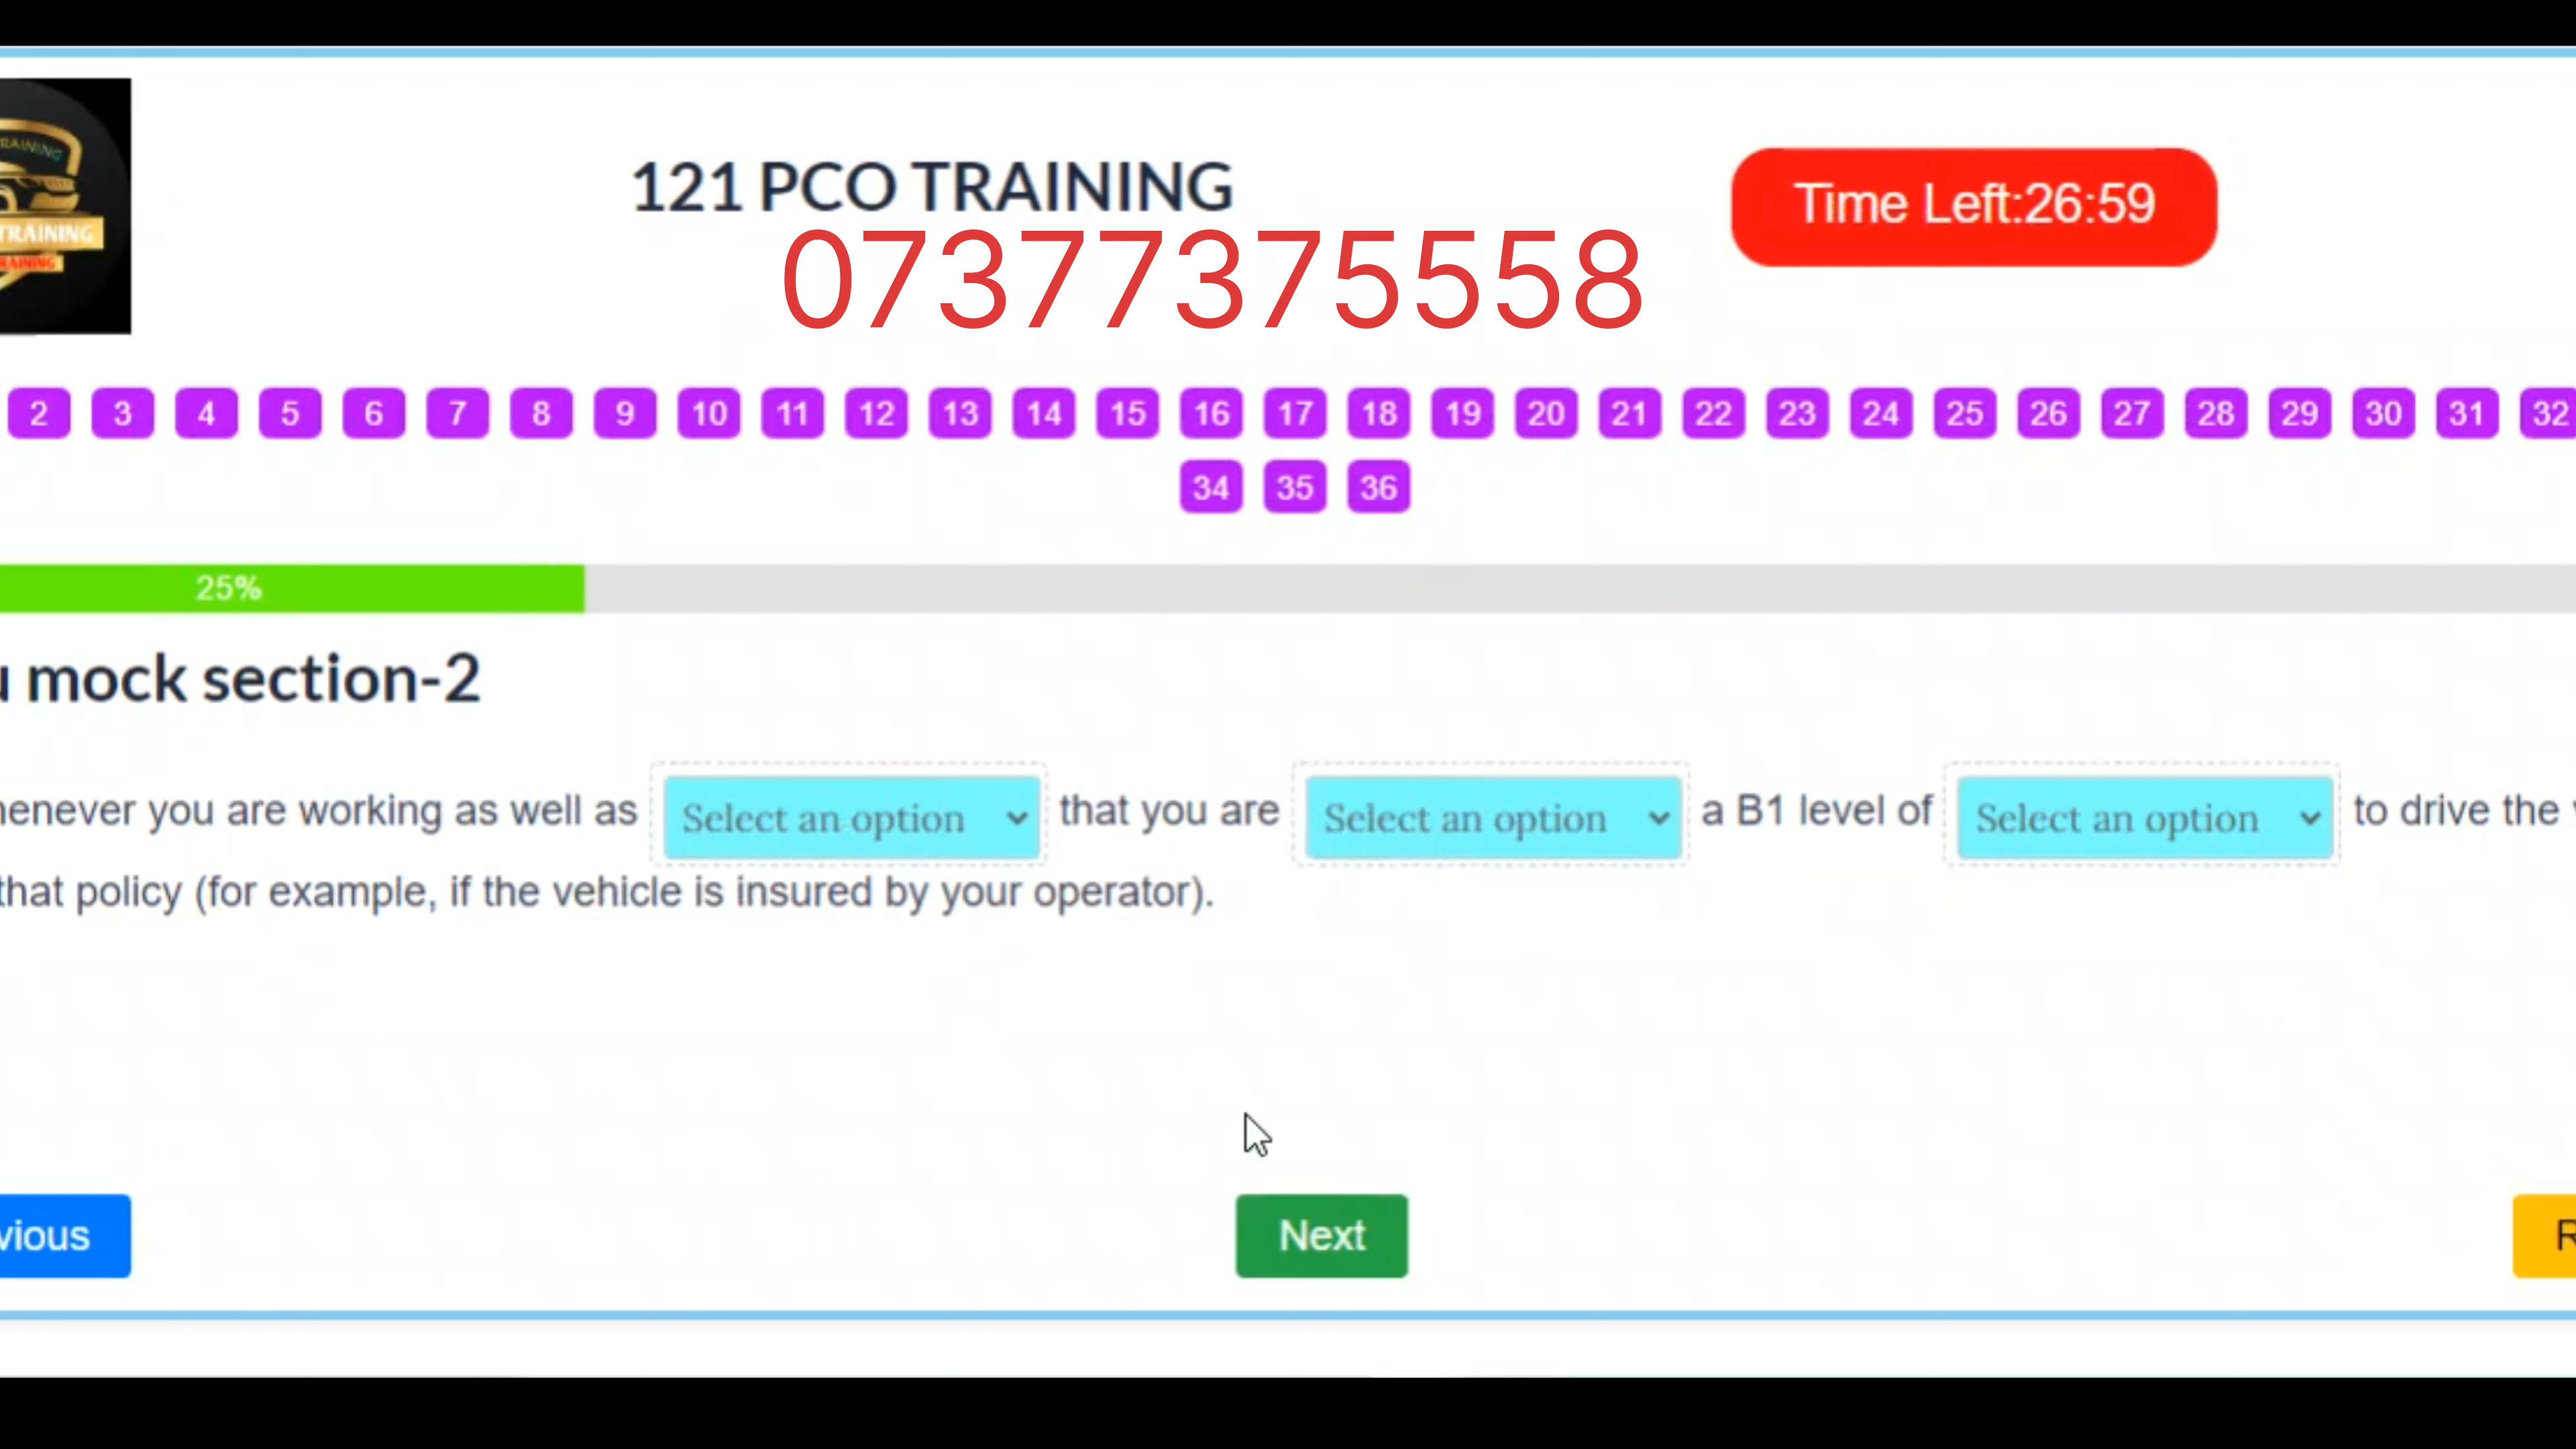 RAINING
TRAINING
RAINING
121 PCO TRAINING
07377375558
Time Left:26:59
2 3 4 5 6 7 8 9 10 11 12 13 14 15 16 17 18 19 20 21 22 23 24 25 26 27 28 29 30 31 32
34 35 36
25%
mock section-2
henever you are working as well as Select an option that you are Select an option a B1 level of Select an option to drive the
that policy (for example, if the vehicle is insured by your operator).
vious Next R